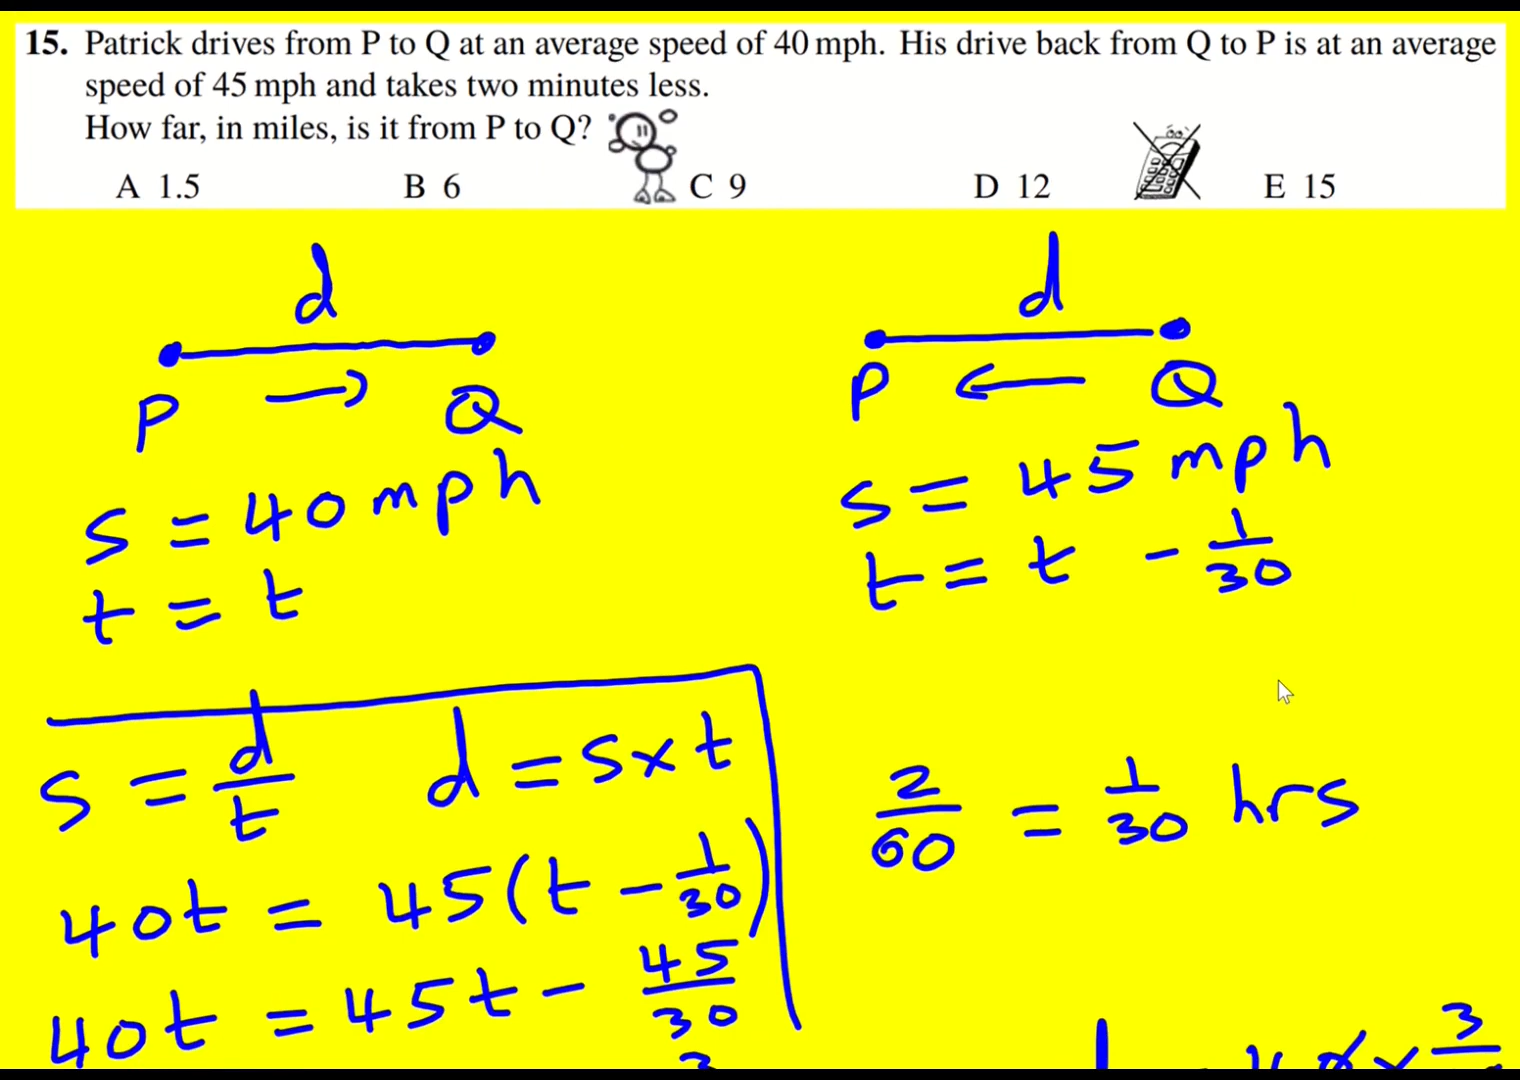 15. Patrick drives from P to Q at an average speed of 40 mph. His drive back from Q to P is at an average
speed of 45 mph and takes two minutes less.
How far, in miles, is it from P to Q?
A 1.5 B 6 C 9 D 12 E 15
d
P → Q
s = 40 mph
t = t
d
P ← Q
s = 45 mph
t = t - 1/30
s = d/t d = s × t
40t = 45(t - 1/30)
40t = 45t - 45/30
2/60 = 1/30 hrs